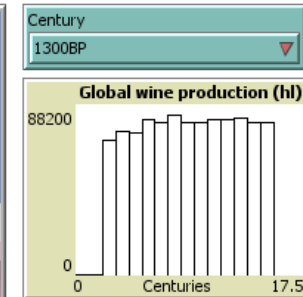 Century
1300BP
Global wine production (hl)
88200
0
0 Centuries 17.5